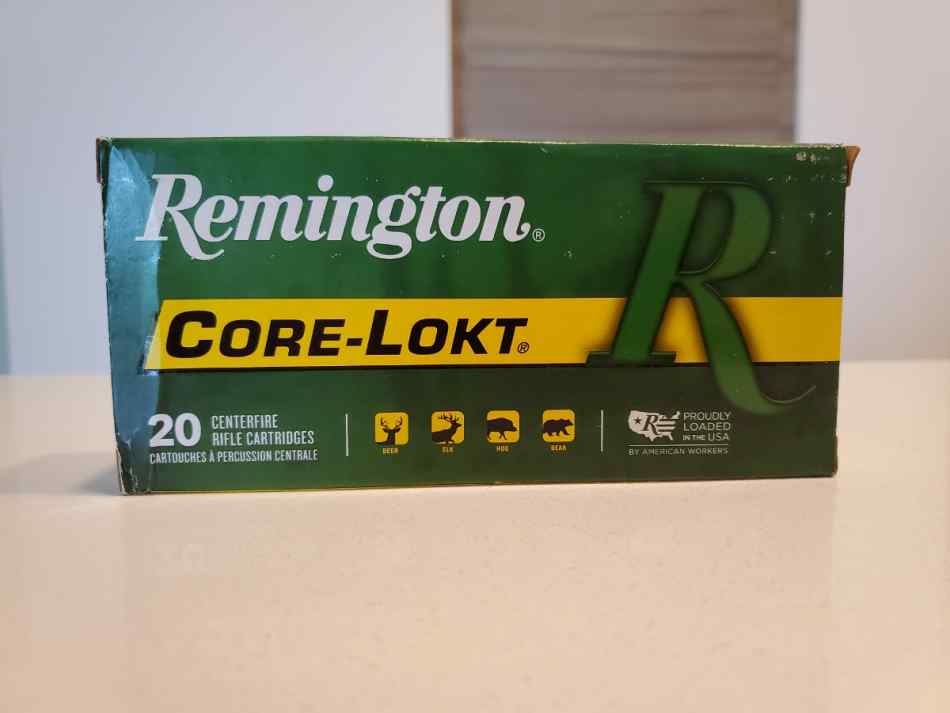 Remington®
CORE-LOKT®
R
20 CENTERFIRE
RIFLE CARTRIDGES
CARTOUCHES À PERCUSSION CENTRALE
DEER
ELK
HOG
BEAR
R
PROUDLY
LOADED
IN THE USA
BY AMERICAN WORKERS